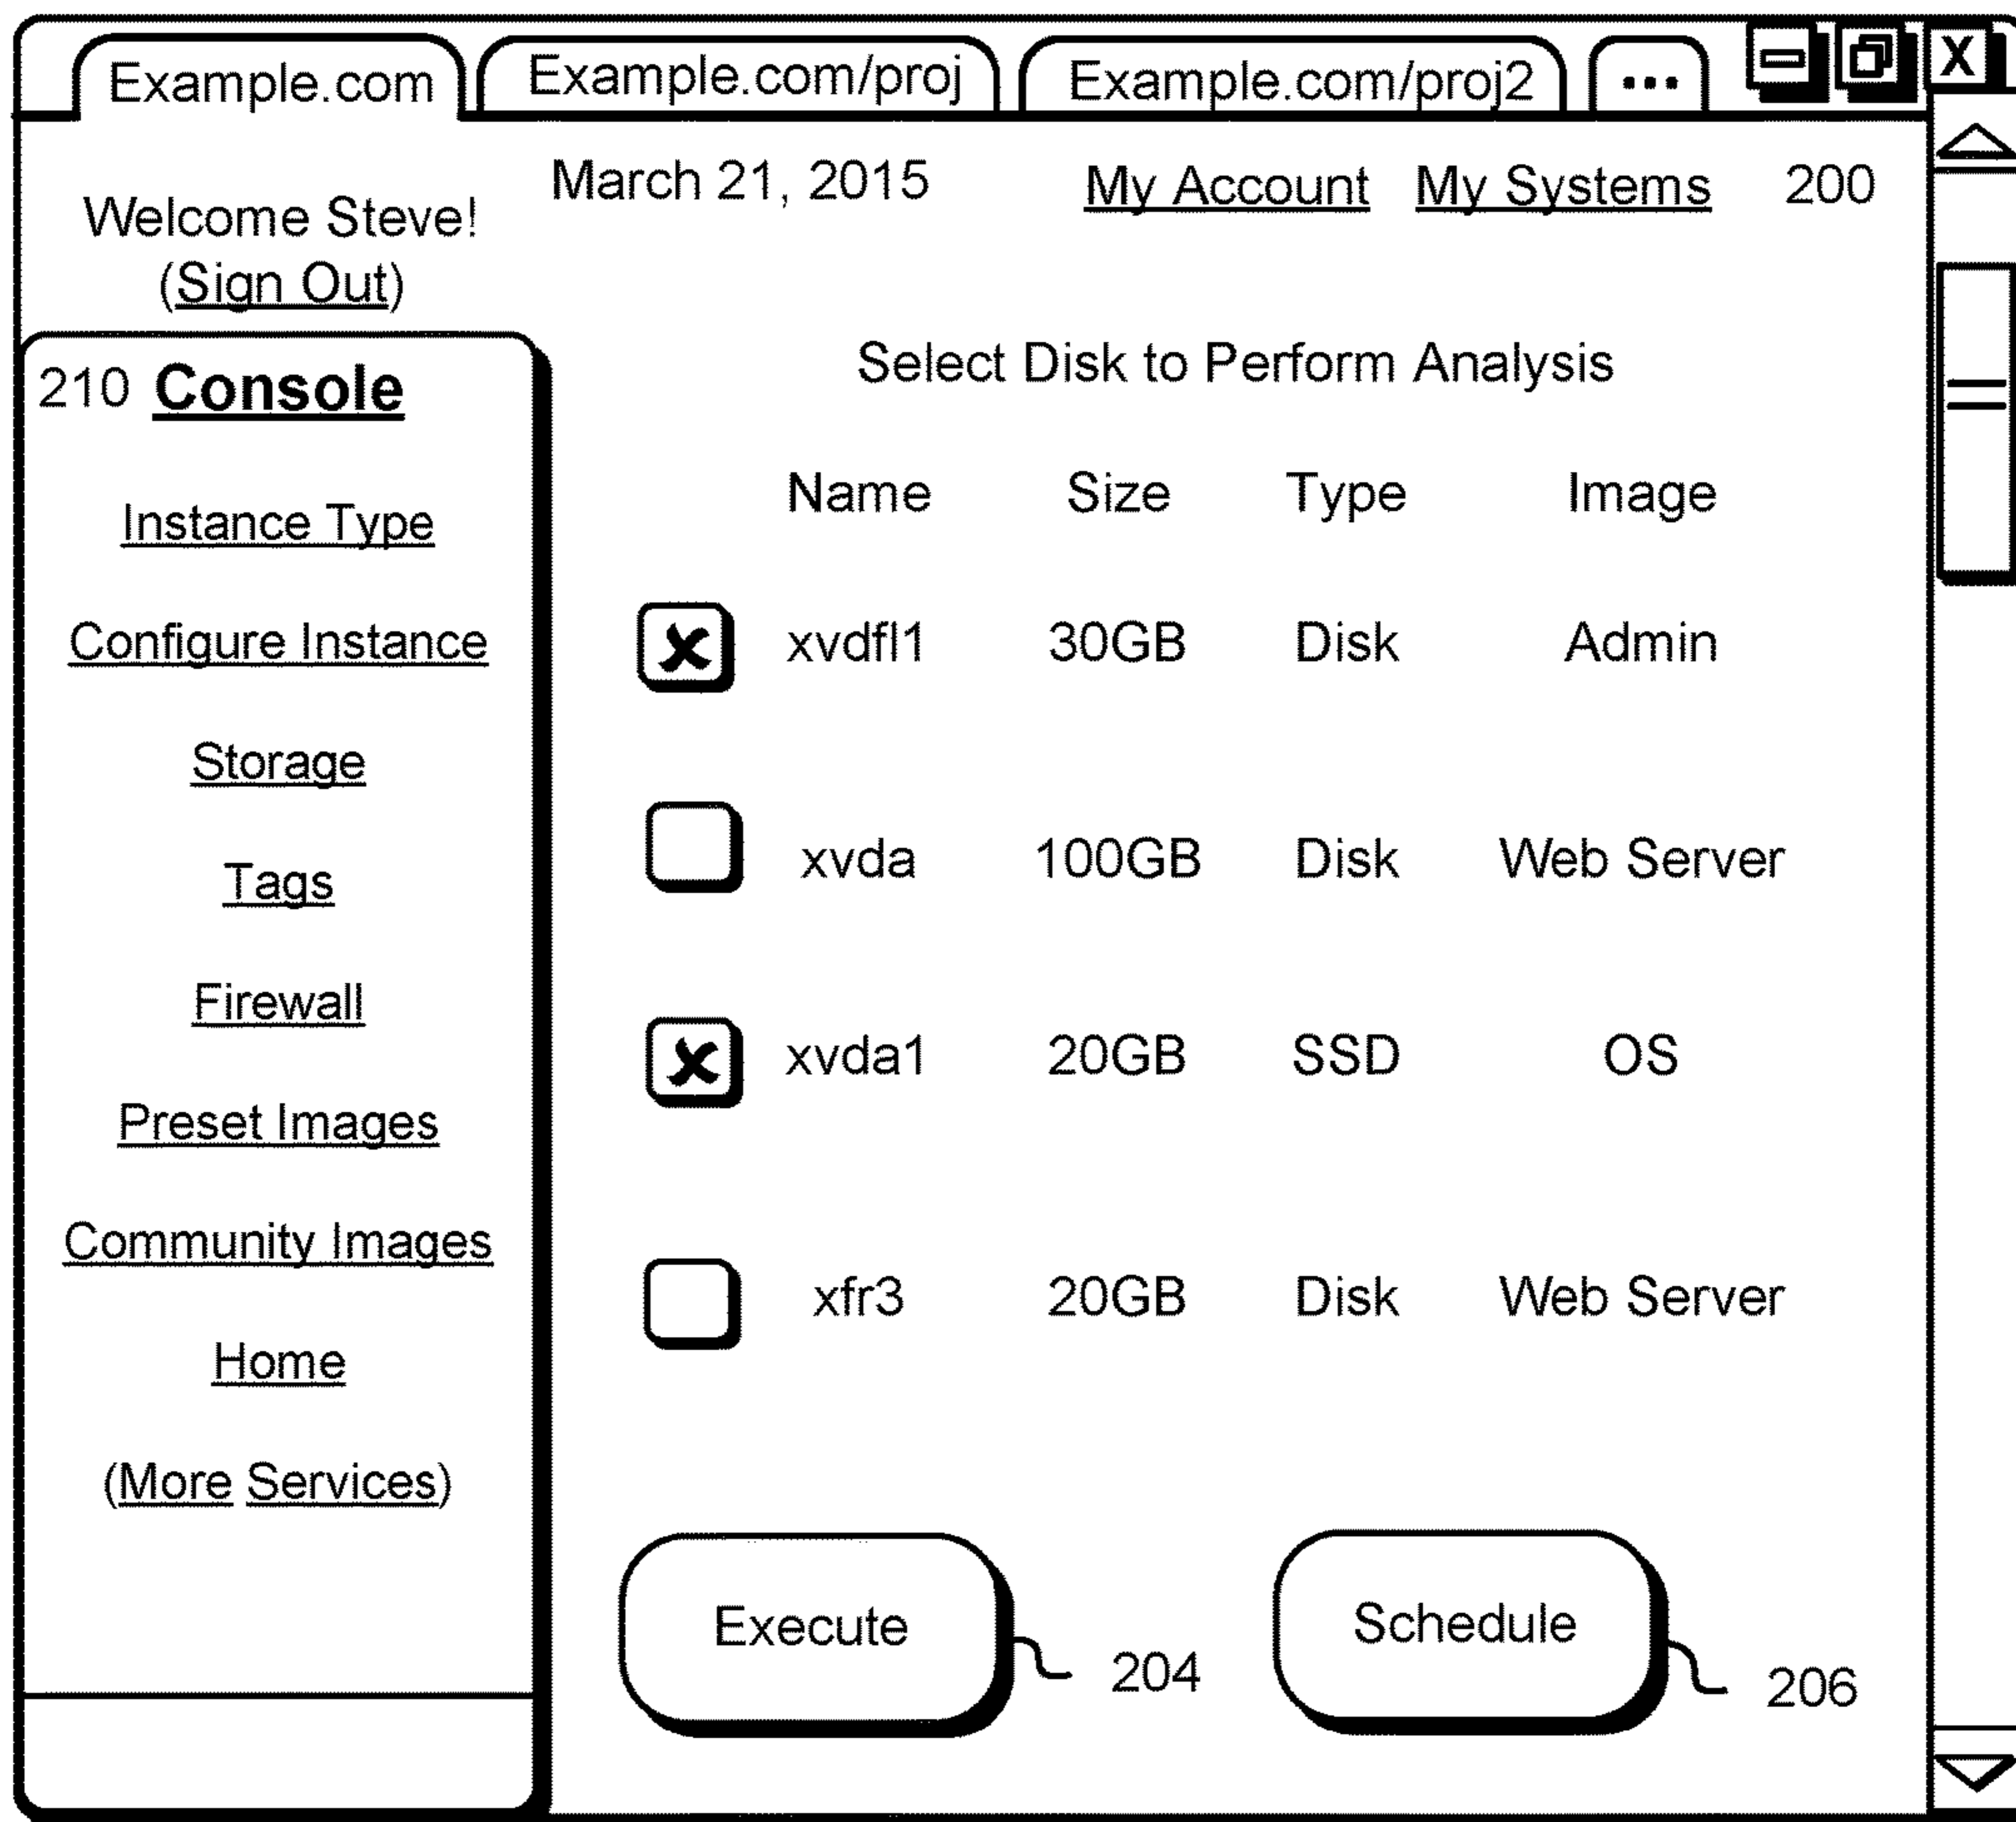 Example.com Example.com/proj Example.com/proj2 ... X
March 21, 2015 My Account My Systems 200
Welcome Steve!
(Sign Out)
210 Console
Instance Type
Configure Instance
Storage
Tags
Firewall
Preset Images
Community Images
Home
(More Services)
Select Disk to Perform Analysis
Name Size Type Image
xvdfl1 30GB Disk Admin
xvda 100GB Disk Web Server
xvda1 20GB SSD OS
xfr3 20GB Disk Web Server
Execute 204 Schedule 206